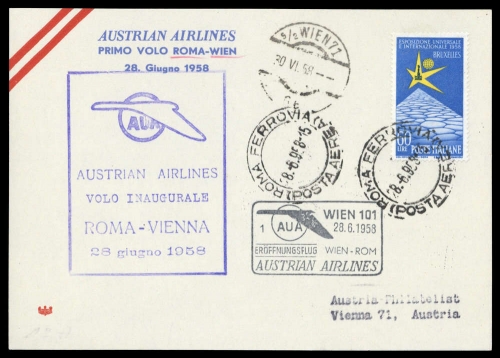 AUSTRIAN AIRLINES
PRIMO VOLO ROMA-WIEN
28. Giugno 1958
AUA
AUSTRIAN AIRLINES
VOLO INAUGURALE
ROMA-VIENNA
28 giugno 1958
WIEN 71
30 VI. 58
ESPOSIZIONE UNIVERSALE
E INTERNAZIONALE 1958
BRUXELLES
60
LIRE
POSTE ITALIANE
ROMA FERROVIA
POSTA AEREA
ROMA FERROVIA
POSTA AEREA
WIEN 101
1
AUA
28.6.1958
ERÖFFNUNGSFLUG WIEN-ROM
AUSTRIAN AIRLINES
Austria-Philatelist
Vienna 71, Austria